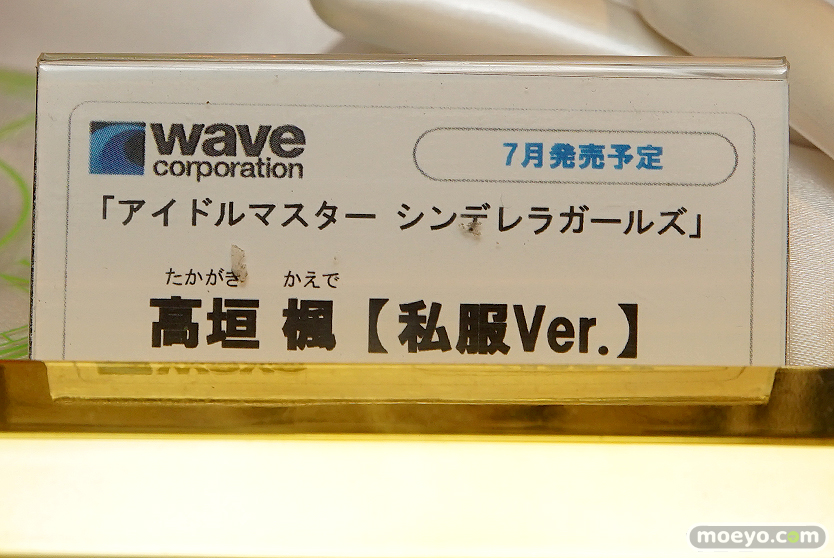 wave
corporation
7月発売予定
「アイドルマスター シンデレラガールズ」
たかがき かえで
高垣 楓【私服Ver.】
moeyo.com